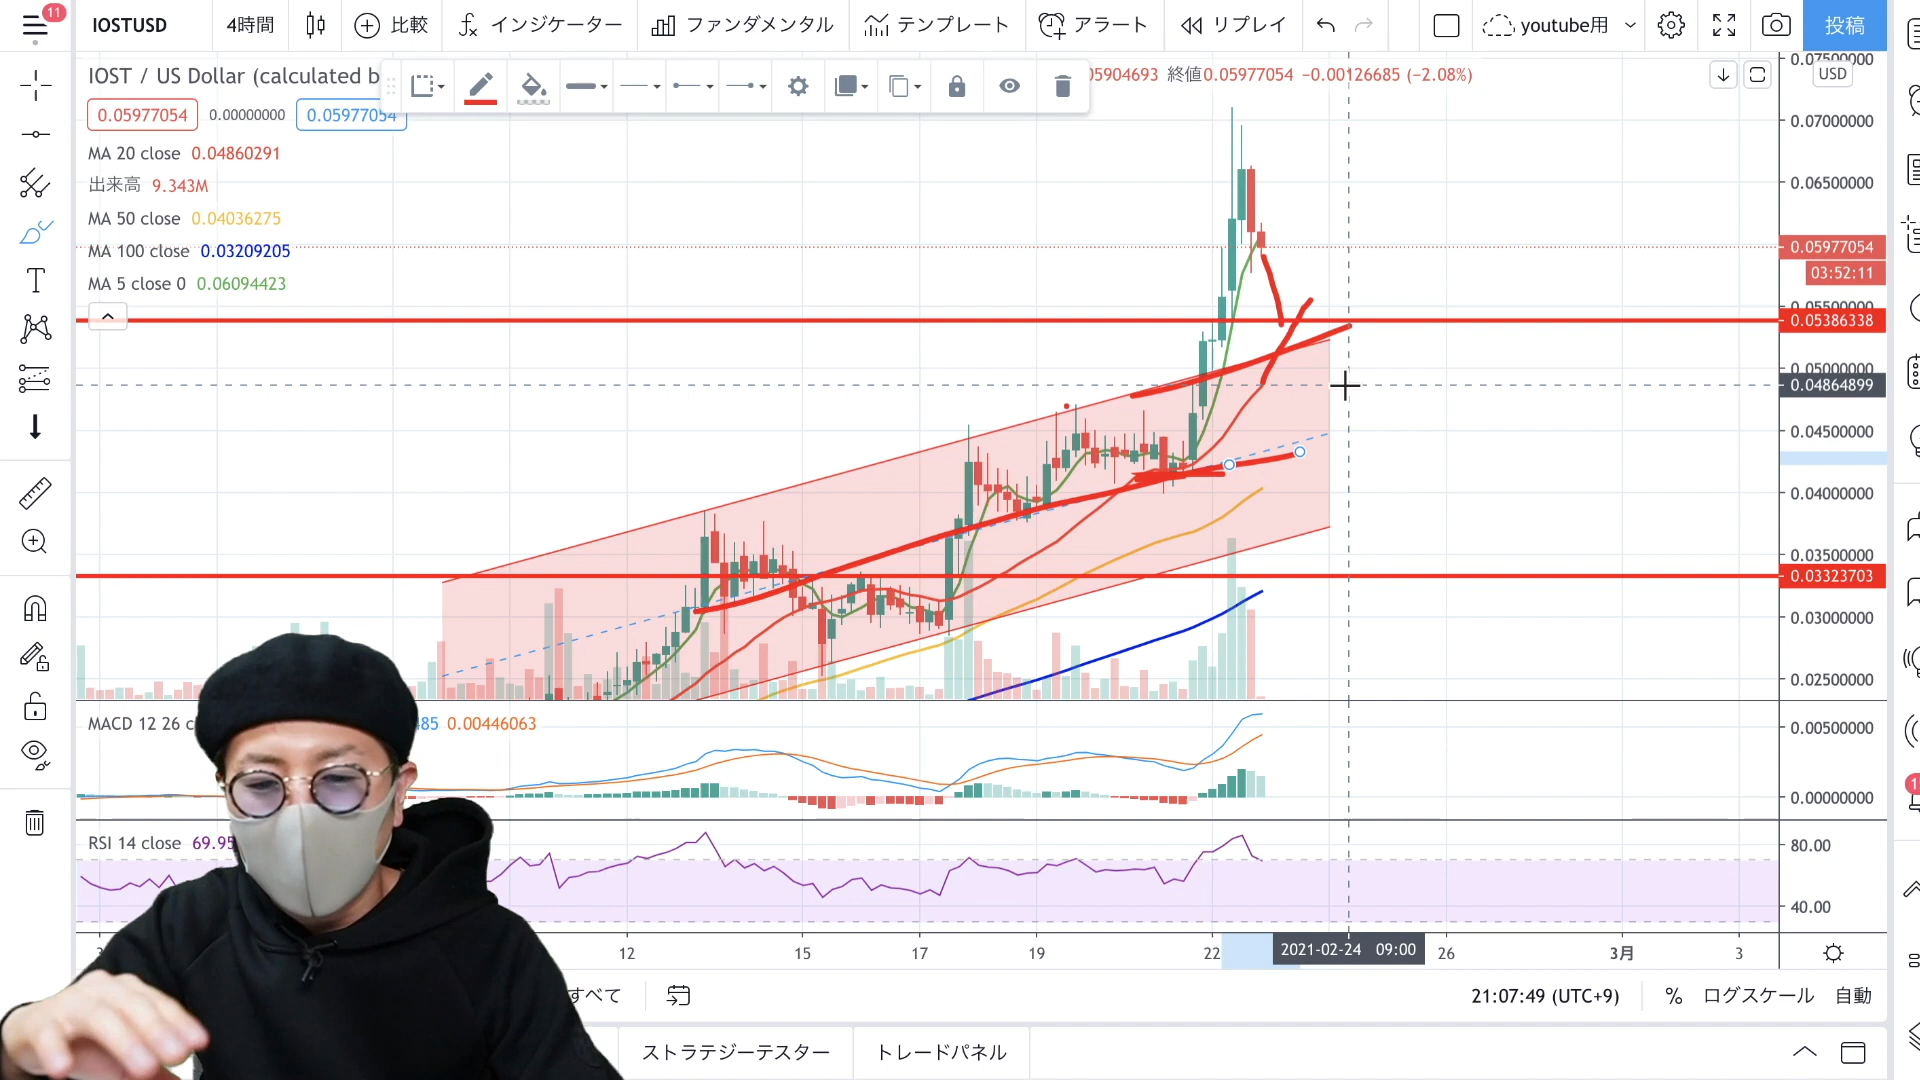 11
IOSTUSD 4時間 比較 インジケーター ファンダメンタル テンプレート アラート リプレイ youtube用 投稿
IOST / US Dollar (calculated b
05904693 終値0.05977054 −0.00126685 (−2.08%)
USD
0.05977054 0.00000000 0.05977054
MA 20 close 0.04860291
出来高 9.343M
MA 50 close 0.04036275
MA 100 close 0.03209205
MA 5 close 0 0.06094423
0.07500000
0.07000000
0.06500000
0.05977054
03:52:11
0.05500000
0.05386338
0.05000000
0.04864899
0.04500000
0.04000000
0.03500000
0.03323703
0.03000000
0.02500000
MACD 12 26 c 485 0.00446063
0.00500000
0.00000000
RSI 14 close 69.95
80.00
40.00
12 15 17 19 22 2021-02-24 09:00 26 3月 3
すべて 21:07:49 (UTC+9) % ログスケール 自動
ストラテジーテスター トレードパネル